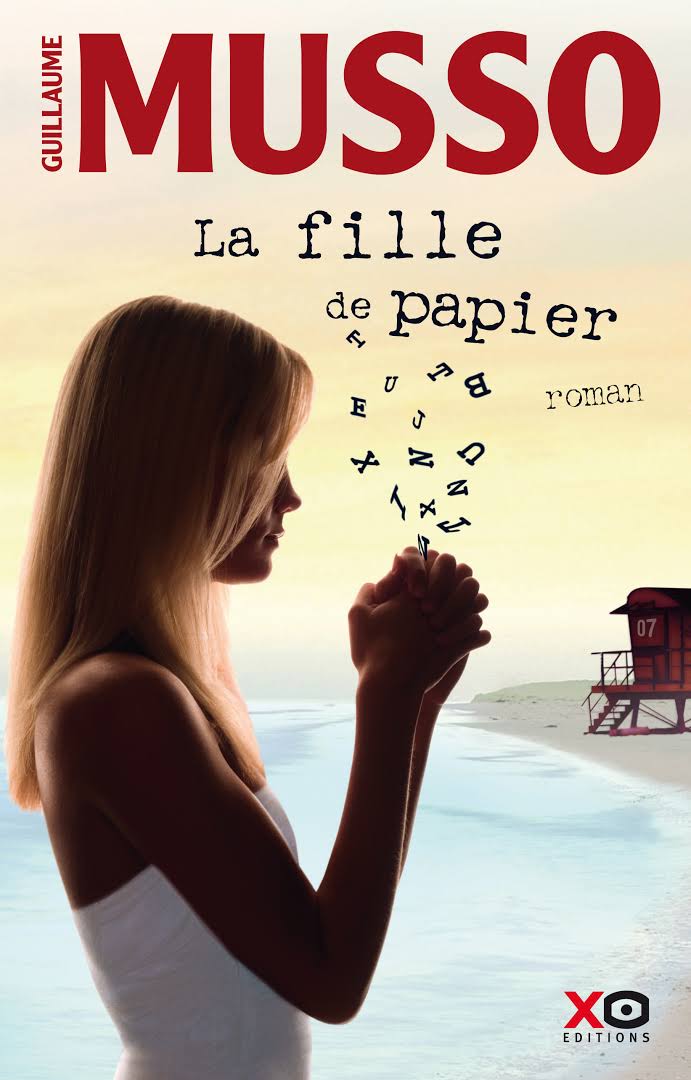 GUILLAUME
MUSSO
La fille
de papier
roman
T
U
T
B
E
J
X
N
U
Y
X
N
T
N
07
XO
EDITIONS